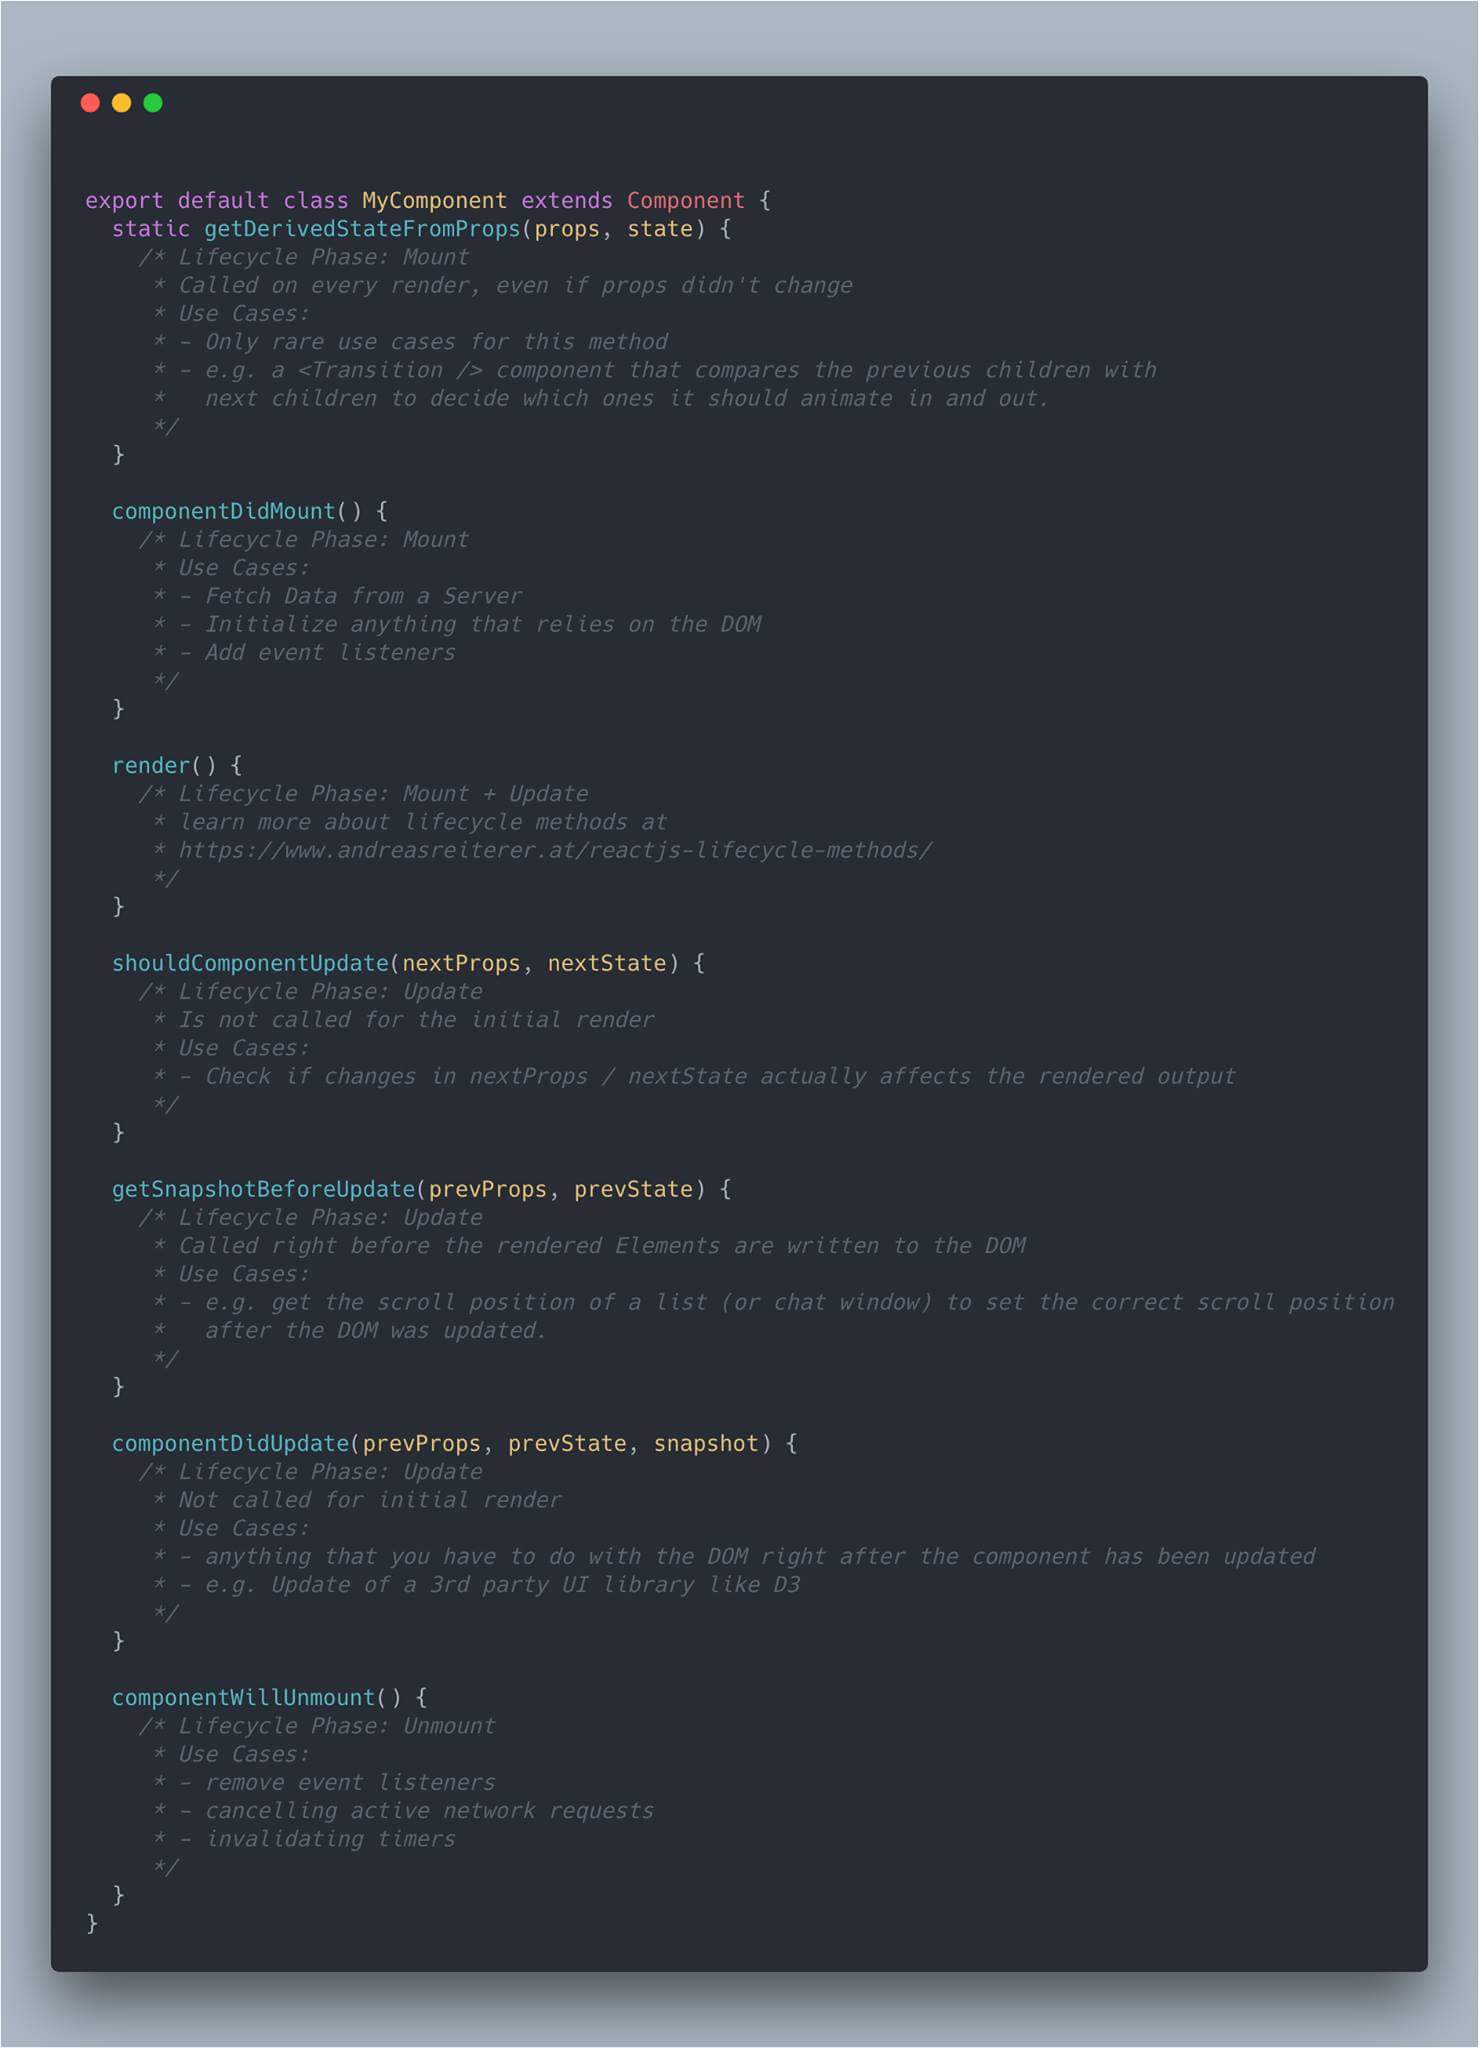 export default class MyComponent extends Component {
  static getDerivedStateFromProps(props, state) {
    /* Lifecycle Phase: Mount
     * Called on every render, even if props didn't change
     * Use Cases:
     * - Only rare use cases for this method
     * - e.g. a <Transition /> component that compares the previous children with
     *   next children to decide which ones it should animate in and out.
     */
  }

  componentDidMount() {
    /* Lifecycle Phase: Mount
     * Use Cases:
     * - Fetch Data from a Server
     * - Initialize anything that relies on the DOM
     * - Add event listeners
     */
  }

  render() {
    /* Lifecycle Phase: Mount + Update
     * learn more about lifecycle methods at
     * https://www.andreasreiterer.at/reactjs-lifecycle-methods/
     */
  }

  shouldComponentUpdate(nextProps, nextState) {
    /* Lifecycle Phase: Update
     * Is not called for the initial render
     * Use Cases:
     * - Check if changes in nextProps / nextState actually affects the rendered output
     */
  }

  getSnapshotBeforeUpdate(prevProps, prevState) {
    /* Lifecycle Phase: Update
     * Called right before the rendered Elements are written to the DOM
     * Use Cases:
     * - e.g. get the scroll position of a list (or chat window) to set the correct scroll position
     *   after the DOM was updated.
     */
  }

  componentDidUpdate(prevProps, prevState, snapshot) {
    /* Lifecycle Phase: Update
     * Not called for initial render
     * Use Cases:
     * - anything that you have to do with the DOM right after the component has been updated
     * - e.g. Update of a 3rd party UI library like D3
     */
  }

  componentWillUnmount() {
    /* Lifecycle Phase: Unmount
     * Use Cases:
     * - remove event listeners
     * - cancelling active network requests
     * - invalidating timers
     */
  }
}